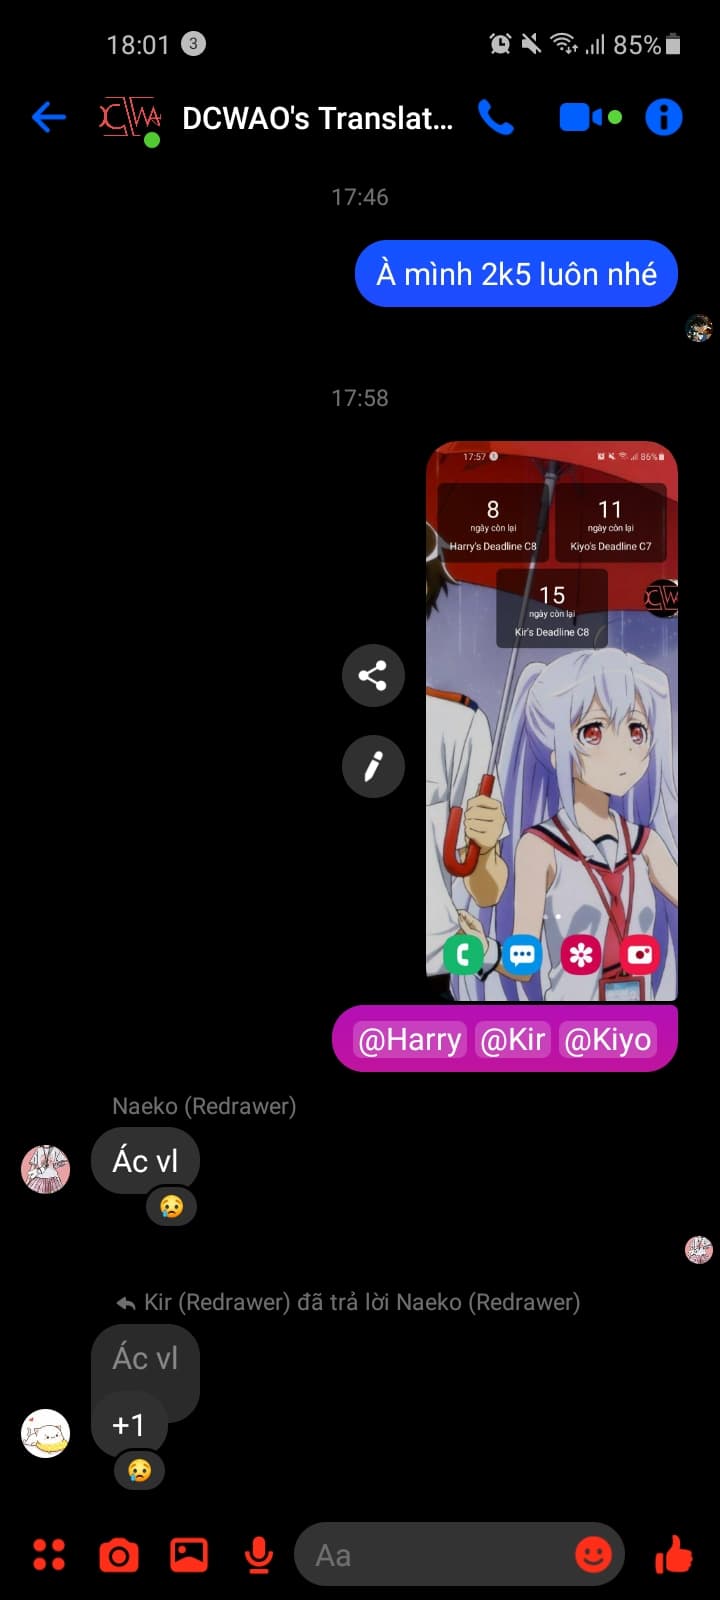 18:01 3 85%
DCWAO's Translat...
17:46
À mình 2k5 luôn nhé
17:58
17:57 86%
8
ngày còn lại
Harry's Deadline C8
11
ngày còn lại
Kiyo's Deadline C7
15
ngày còn lại
Kir's Deadline C8
@Harry @Kir @Kiyo
Naeko (Redrawer)
Ác vl
Kir (Redrawer) đã trả lời Naeko (Redrawer)
Ác vl
+1
Aa